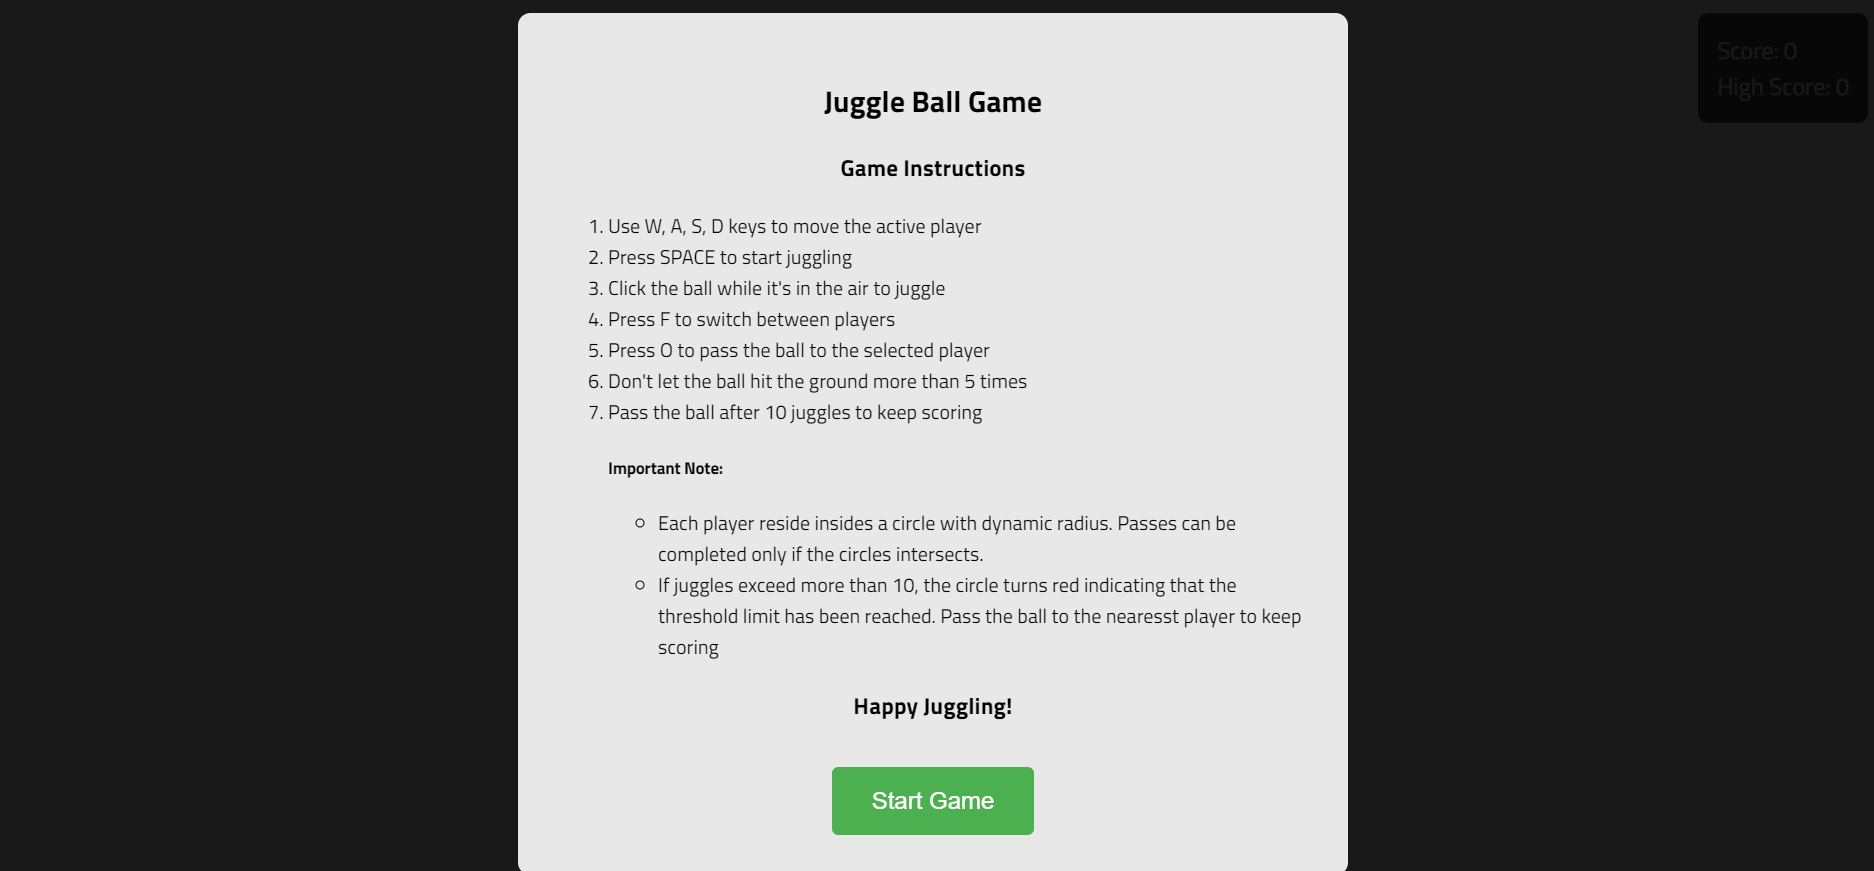 Score: 0
High Score: 0
Juggle Ball Game
Game Instructions
1. Use W, A, S, D keys to move the active player
2. Press SPACE to start juggling
3. Click the ball while it's in the air to juggle
4. Press F to switch between players
5. Press O to pass the ball to the selected player
6. Don't let the ball hit the ground more than 5 times
7. Pass the ball after 10 juggles to keep scoring
Important Note:
Each player reside insides a circle with dynamic radius. Passes can be
completed only if the circles intersects.
If juggles exceed more than 10, the circle turns red indicating that the
threshold limit has been reached. Pass the ball to the nearesst player to keep
scoring
Happy Juggling!
Start Game